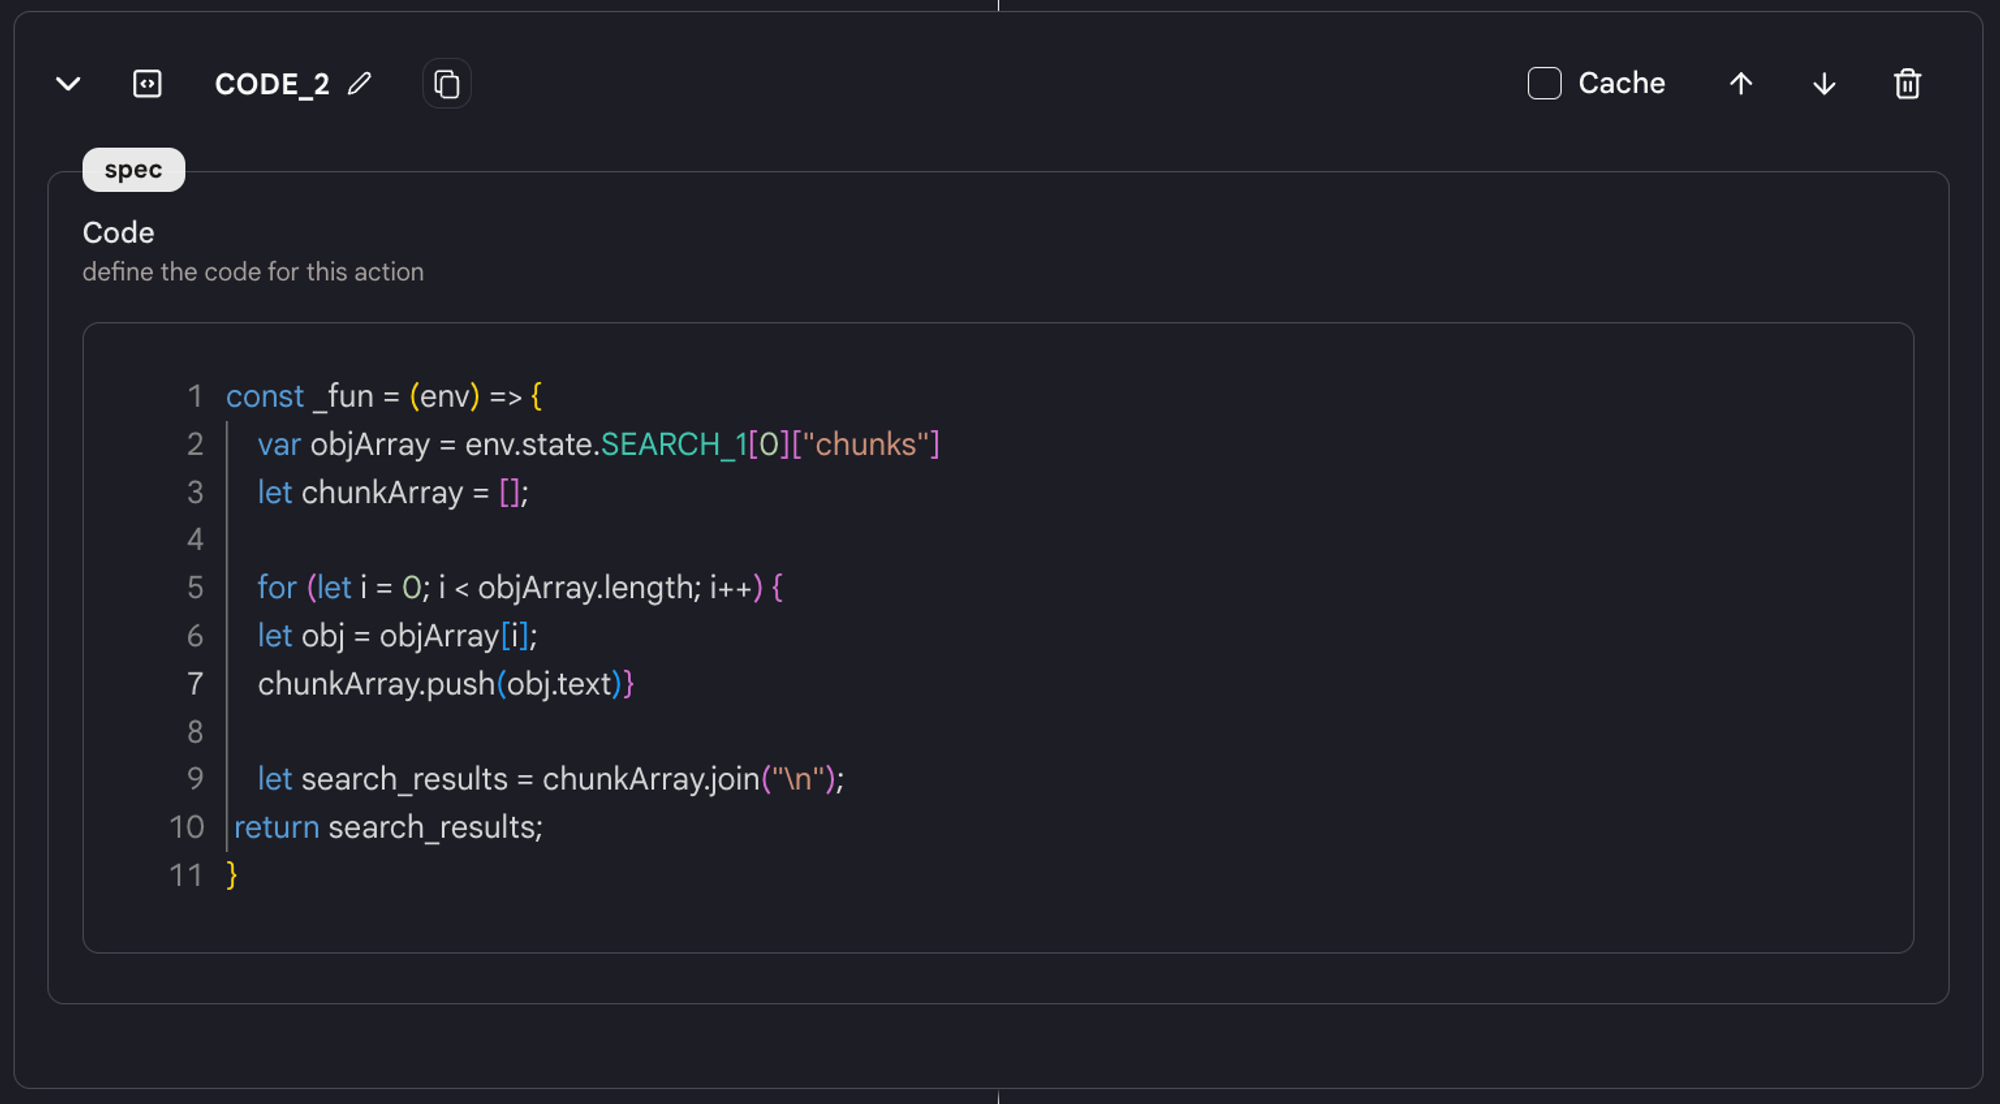 CODE_2
Cache
spec
Code
define the code for this action
1 const _fun = (env) => {
2 var objArray = env.state.SEARCH_1[0]["chunks"]
3 let chunkArray = [];
4
5 for (let i = 0; i < objArray.length; i++) {
6 let obj = objArray[i];
7 chunkArray.push(obj.text)}
8
9 let search_results = chunkArray.join("\n");
10 return search_results;
11 }